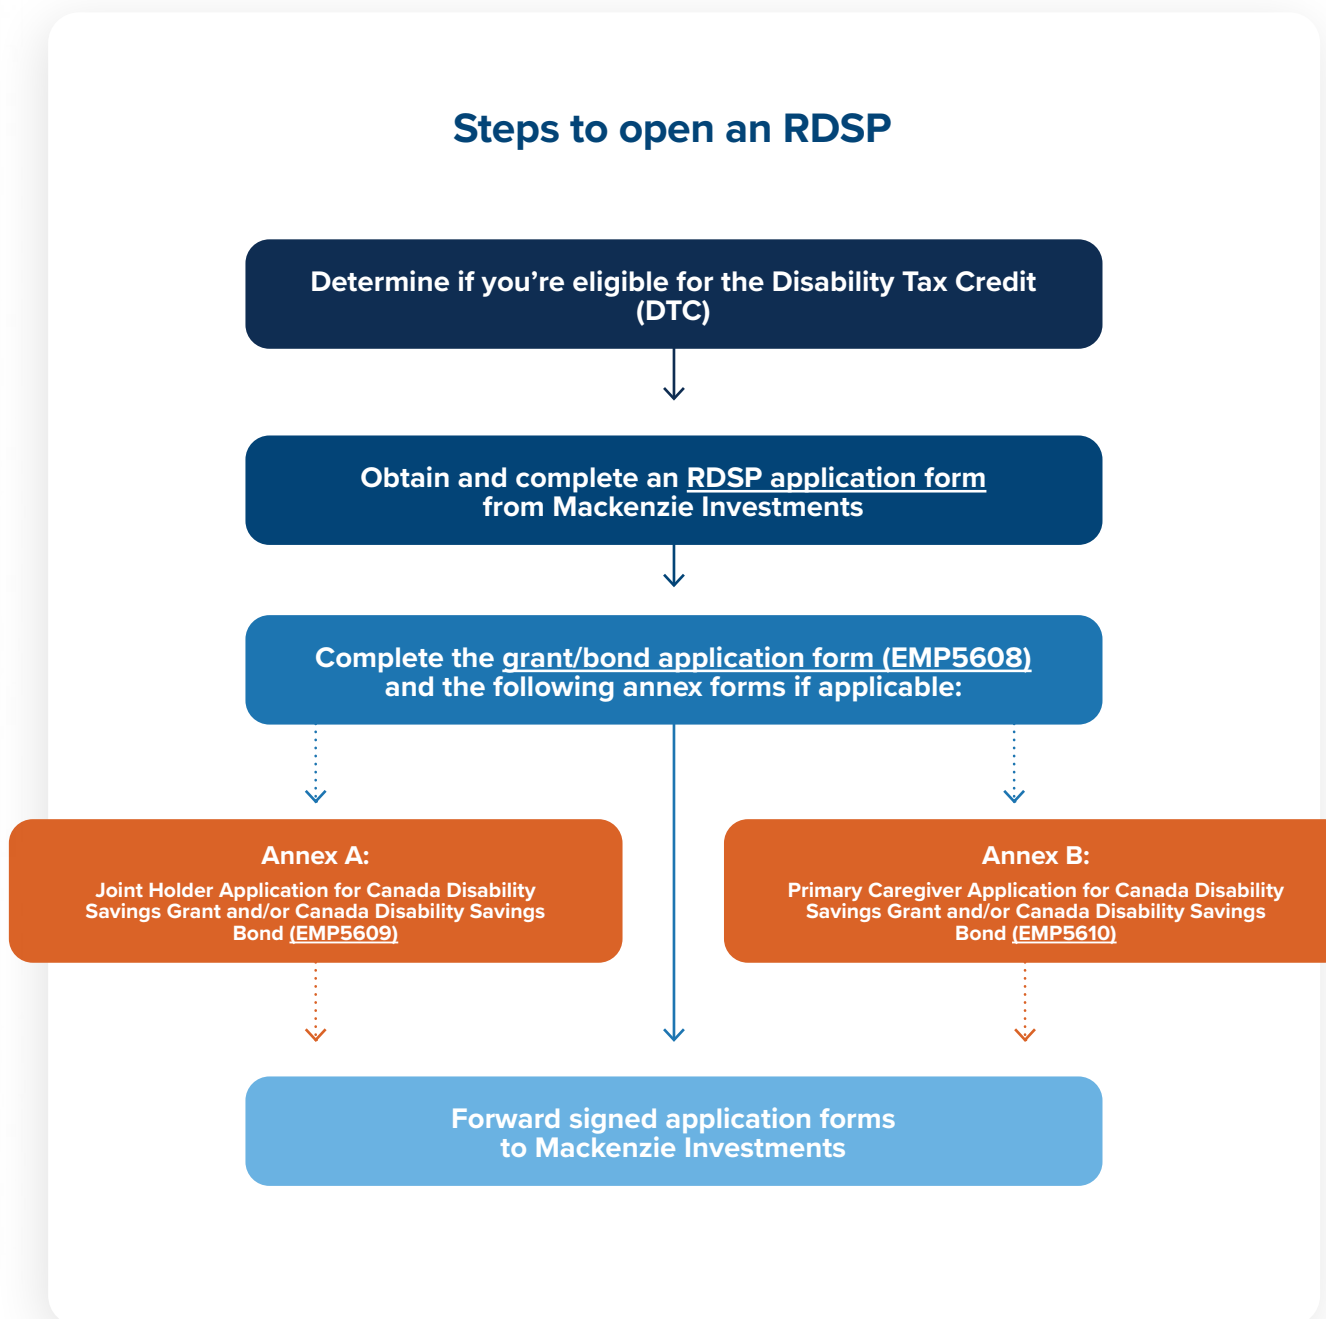 Steps to open an RDSP
Determine if you’re eligible for the Disability Tax Credit
(DTC)
Obtain and complete an RDSP application form
from Mackenzie Investments
Complete the grant/bond application form (EMP5608)
and the following annex forms if applicable:
Annex A:
Joint Holder Application for Canada Disability
Savings Grant and/or Canada Disability Savings
Bond (EMP5609)
Annex B:
Primary Caregiver Application for Canada Disability
Savings Grant and/or Canada Disability Savings
Bond (EMP5610)
Forward signed application forms
to Mackenzie Investments